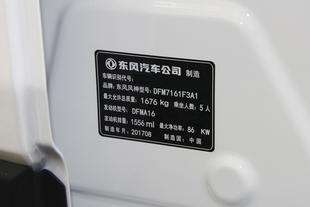 东风汽车公司 制造
车辆识别代号:
品牌: 东风风神型号: DFM7161F3A1
最大允许总质量: 1676 kg 乘坐人数: 5 人
发动机型号: DFMA16
发动机排量: 1556 ml 最大净功率: 86 KW
制造年月: 201708 制造国: 中国